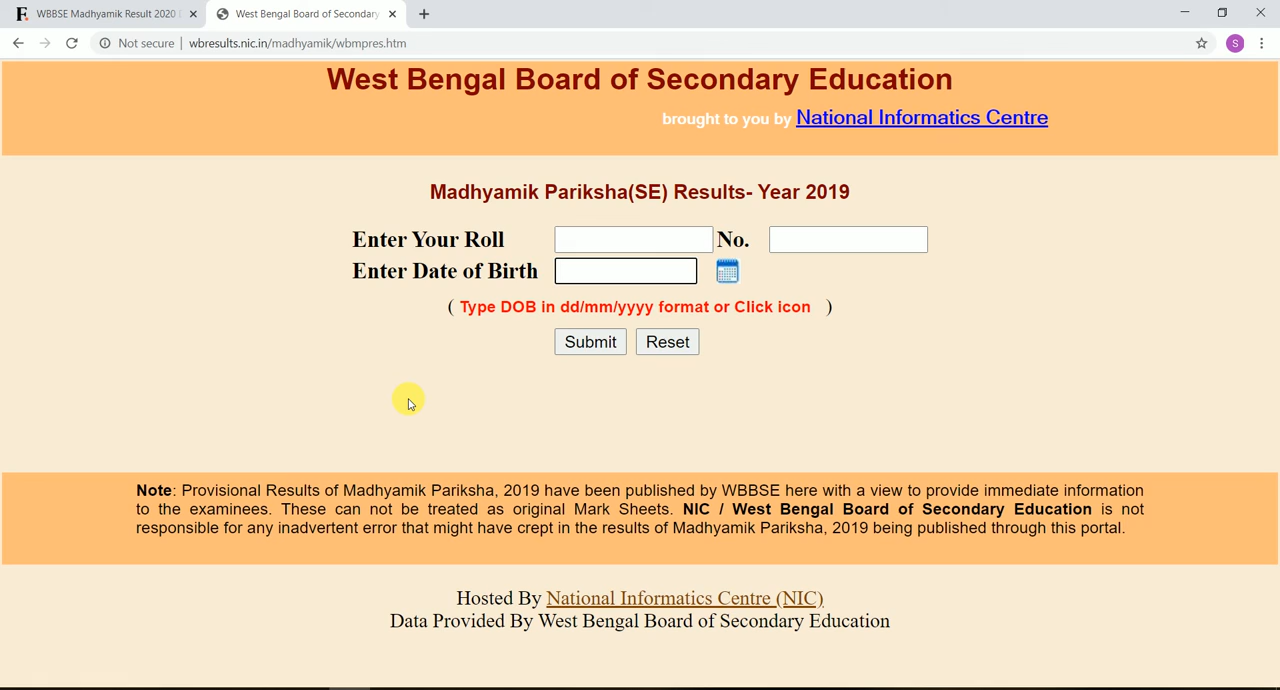 WBBSE Madhyamik Result 2020
West Bengal Board of Secondary
Not secure | wbresults.nic.in/madhyamik/wbmpres.htm
S
West Bengal Board of Secondary Education
brought to you by National Informatics Centre
Madhyamik Pariksha(SE) Results- Year 2019
Enter Your Roll No.
Enter Date of Birth
( Type DOB in dd/mm/yyyy format or Click icon )
Submit Reset
Note: Provisional Results of Madhyamik Pariksha, 2019 have been published by WBBSE here with a view to provide immediate information
to the examinees. These can not be treated as original Mark Sheets. NIC / West Bengal Board of Secondary Education is not
responsible for any inadvertent error that might have crept in the results of Madhyamik Pariksha, 2019 being published through this portal.
Hosted By National Informatics Centre (NIC)
Data Provided By West Bengal Board of Secondary Education